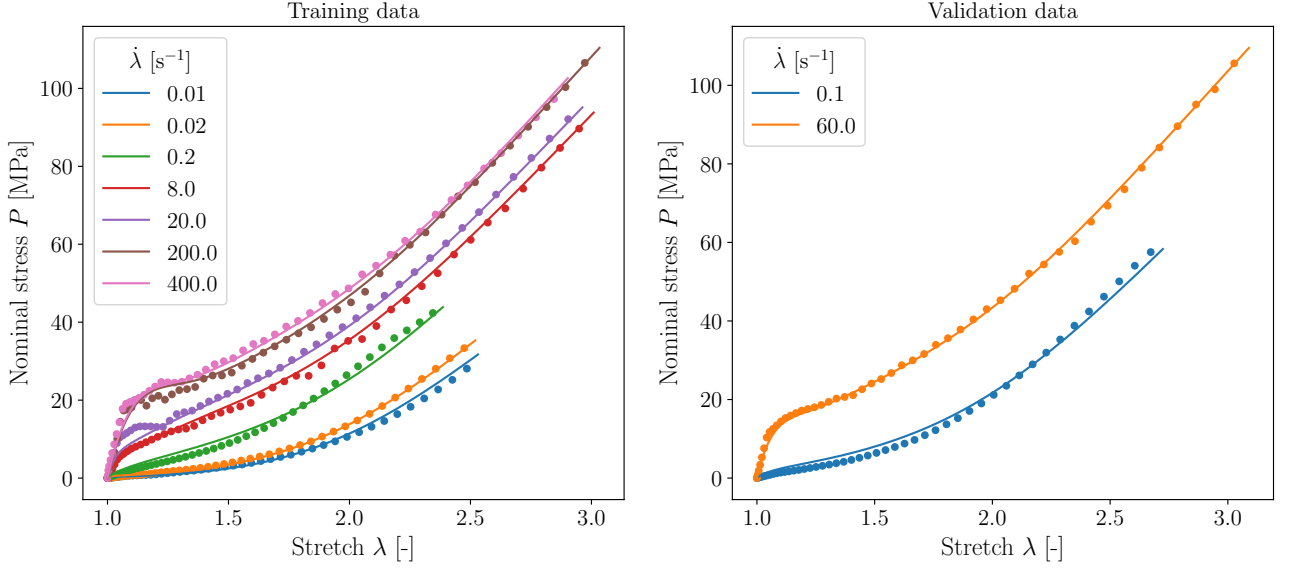 Training data
Nominal stress P [MPa]
100
80
60
40
20
0
λ̇ [s⁻¹]
0.01
0.02
0.2
8.0
20.0
200.0
400.0
1.0 1.5 2.0 2.5 3.0
Stretch λ [-]
Validation data
Nominal stress P [MPa]
100
80
60
40
20
0
λ̇ [s⁻¹]
0.1
60.0
1.0 1.5 2.0 2.5 3.0
Stretch λ [-]